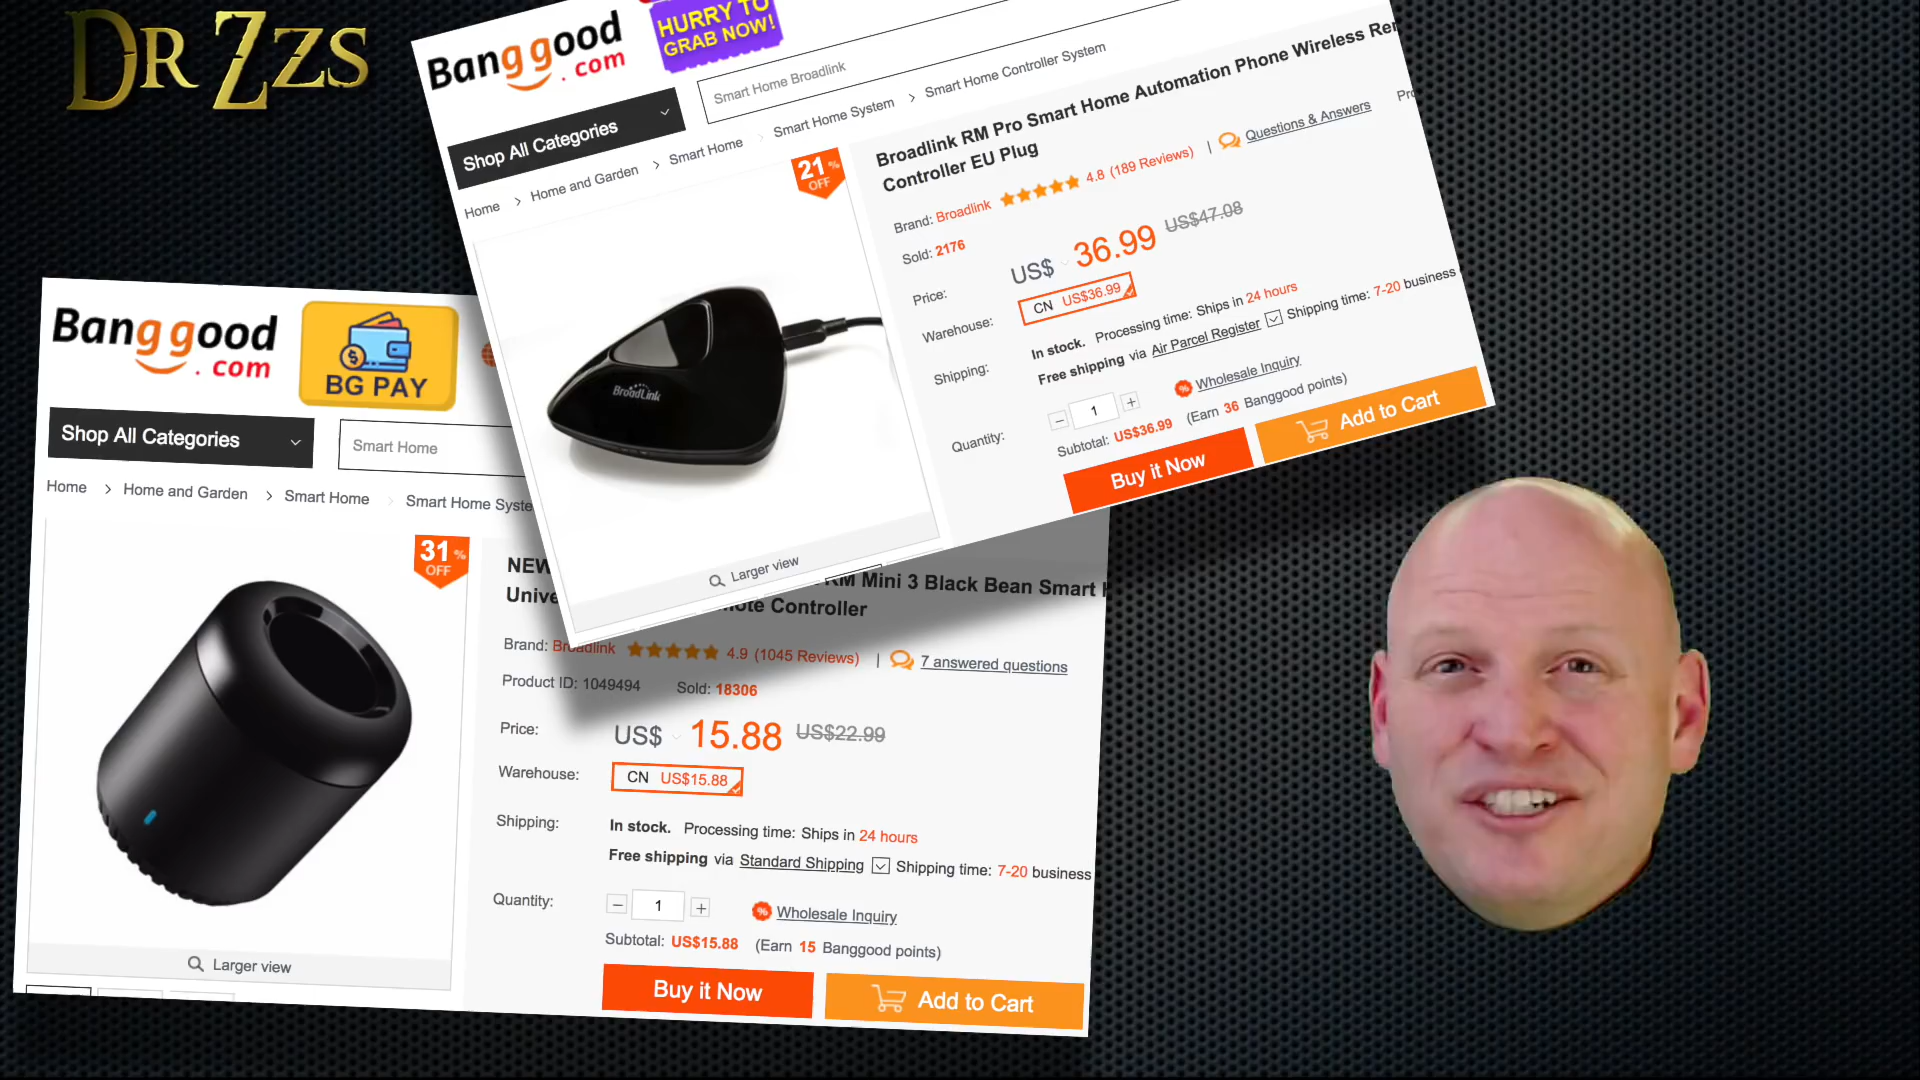 DR ZZS
Banggood
.com
HURRY TO
GRAB NOW!
Smart Home Broadlink
Shop All Categories
Home > Home and Garden > Smart Home > Smart Home System > Smart Home Controller System
21%
OFF
Broadlink RM Pro Smart Home Automation Phone Wireless
Controller EU Plug
Brand: Broadlink 4.8 (189 Reviews) | Questions & Answers
Sold: 2176
Price: US$ 36.99 US$47.08
Warehouse: CN US$36.99
Shipping: In stock. Processing time: Ships in 24 hours
Free shipping via Air Parcel Register Shipping time: 7-20 business
Quantity: − 1 + Wholesale Inquiry
Subtotal: US$36.99 (Earn 36 Banggood points)
Buy it Now Add to Cart
BroadLink
Larger view
Banggood
.com
BG PAY
Shop All Categories
Smart Home
Home > Home and Garden > Smart Home > Smart Home Syste
31%
OFF
RM Mini 3 Black Bean Smart
Controller
Brand: Broadlink 4.9 (1045 Reviews) | 7 answered questions
Product ID: 1049494 Sold: 18306
Price: US$ 15.88 US$22.99
Warehouse: CN US$15.88
Shipping: In stock. Processing time: Ships in 24 hours
Free shipping via Standard Shipping Shipping time: 7-20 business
Quantity: − 1 + Wholesale Inquiry
Subtotal: US$15.88 (Earn 15 Banggood points)
Buy it Now Add to Cart
Larger view